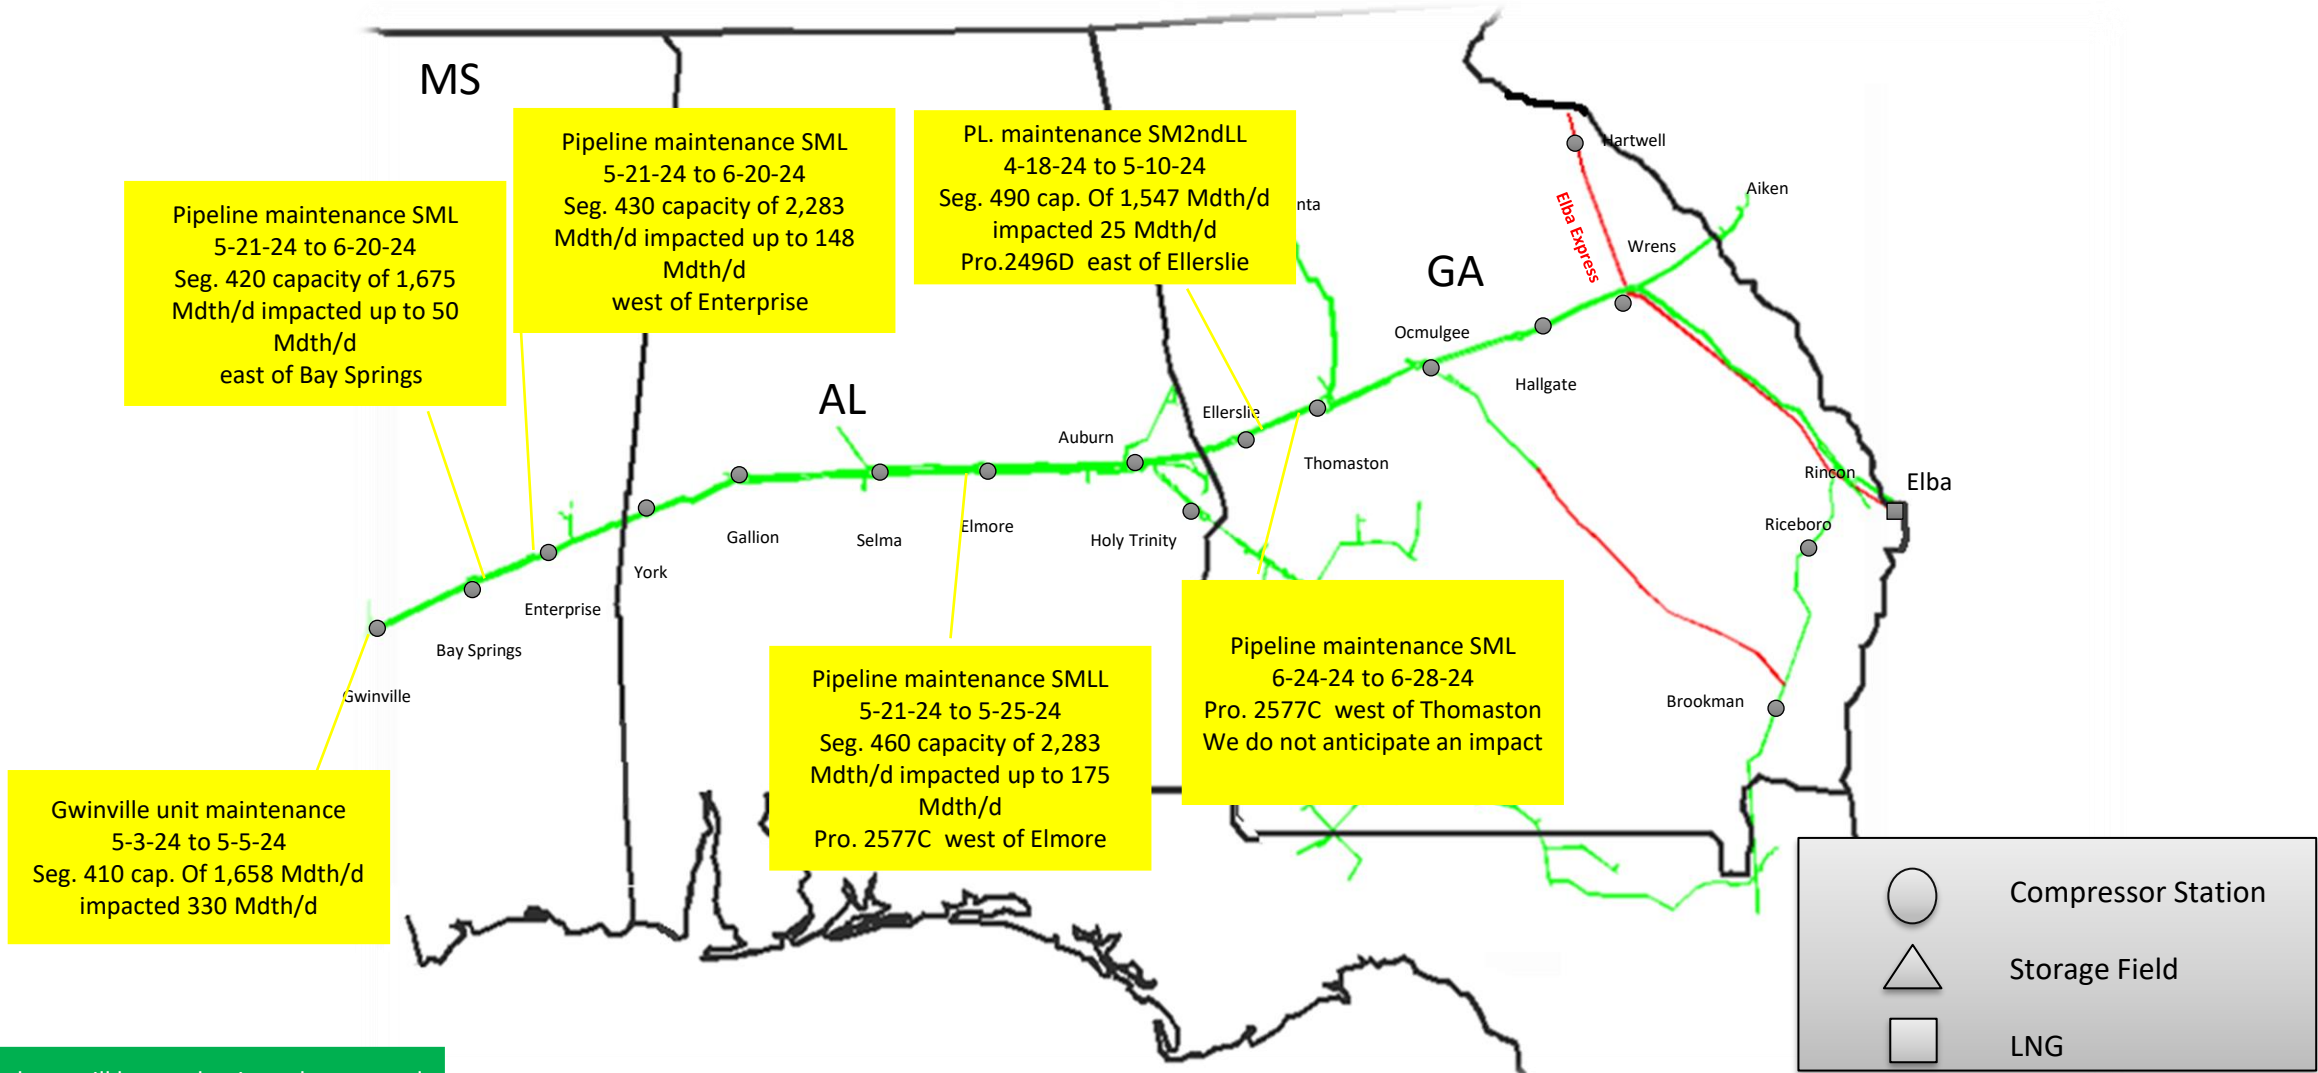 MS
Pipeline maintenance SML
5-21-24 to 6-20-24
Seg. 430 capacity of 2,283
Mdth/d impacted up to 148
Mdth/d
west of Enterprise
PL. maintenance SM2ndLL
4-18-24 to 5-10-24
Seg. 490 cap. Of 1,547 Mdth/d
impacted 25 Mdth/d
Pro.2496D  east of Ellerslie
nta
Hartwell
Aiken
Elba Express
Wrens
Pipeline maintenance SML
5-21-24 to 6-20-24
Seg. 420 capacity of 1,675
Mdth/d impacted up to 50
Mdth/d
east of Bay Springs
GA
Ocmulgee
Hallgate
AL
Ellerslie
Auburn
Thomaston
Rincon
Elba
Riceboro
Gallion
Selma
Elmore
Holy Trinity
York
Enterprise
Bay Springs
Gwinville
Brookman
Pipeline maintenance SMLL
5-21-24 to 5-25-24
Seg. 460 capacity of 2,283
Mdth/d impacted up to 175
Mdth/d
Pro. 2577C  west of Elmore
Pipeline maintenance SML
6-24-24 to 6-28-24
Pro. 2577C  west of Thomaston
We do not anticipate an impact
Gwinville unit maintenance
5-3-24 to 5-5-24
Seg. 410 cap. Of 1,658 Mdth/d
impacted 330 Mdth/d
Compressor Station
Storage Field
LNG